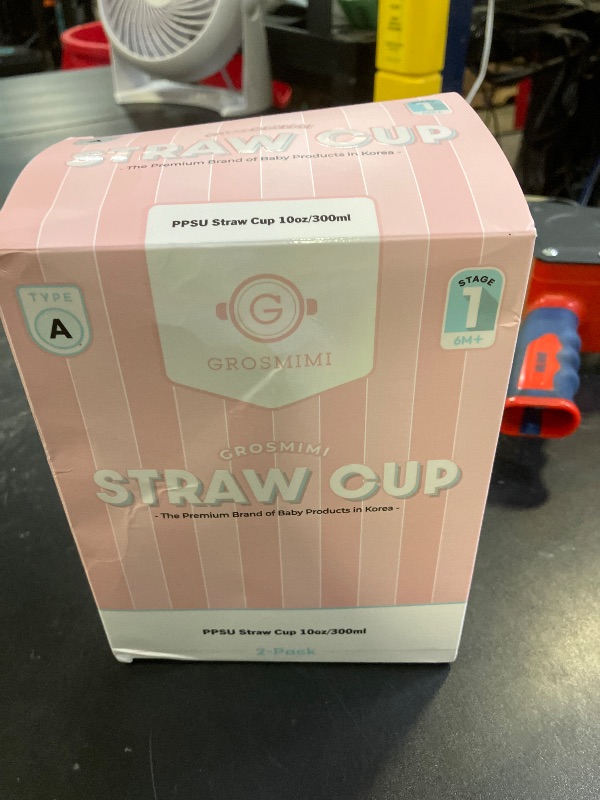 1
STRAW CUP
- The Premium Brand of Baby Products in Korea -
PPSU Straw Cup 10oz/300ml
TYPE
A
STAGE
1
6M+
G
GROSMIMI
GROSMIMI
STRAW CUP
- The Premium Brand of Baby Products in Korea -
PPSU Straw Cup 10oz/300ml
2-Pack